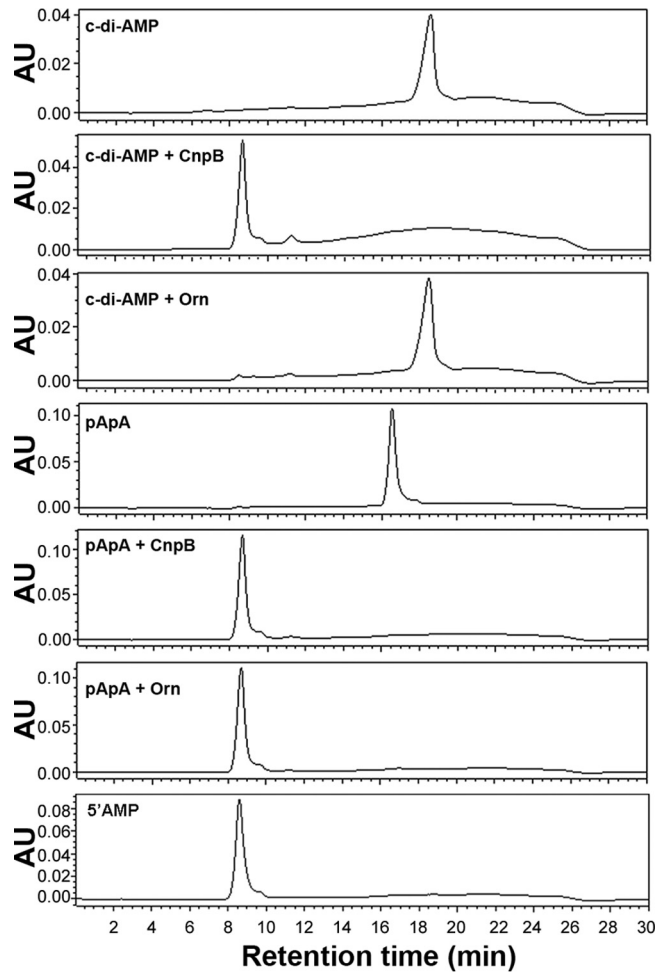 c-di-AMP
AU
0.04
0.02
0.00
c-di-AMP + CnpB
AU
0.04
0.02
0.00
c-di-AMP + Orn
AU
0.04
0.02
0.00
pApA
AU
0.10
0.05
0.00
pApA + CnpB
AU
0.10
0.05
0.00
pApA + Orn
AU
0.10
0.05
0.00
5'AMP
AU
0.08
0.06
0.04
0.02
0.00
2 4 6 8 10 12 14 16 18 20 22 24 26 28 30
Retention time (min)